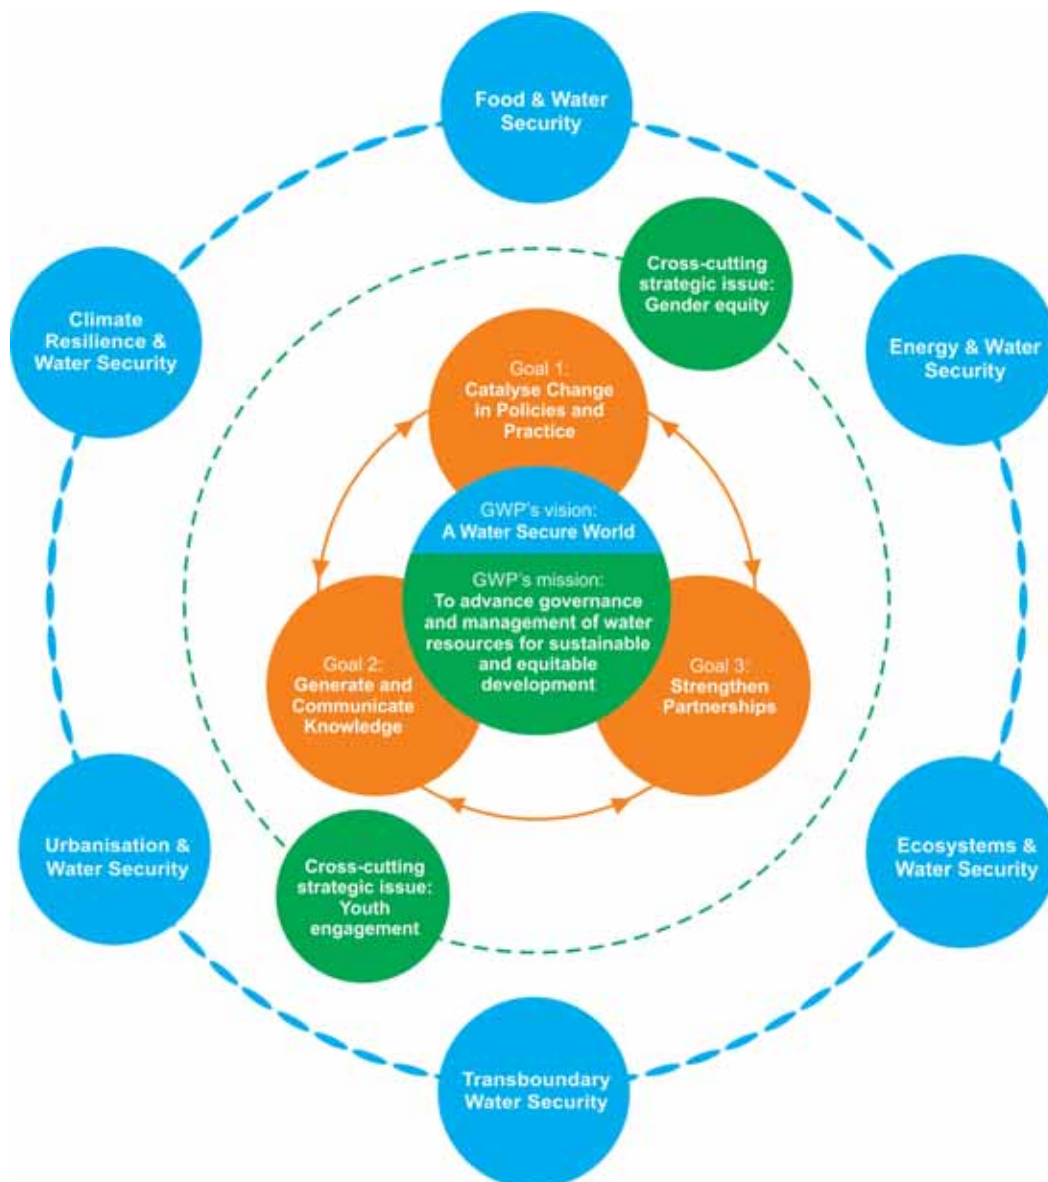 Food & Water
Security
Cross-cutting
strategic issue:
Gender equity
Climate
Resilience &
Water Security
Energy & Water
Security
Goal 1:
Catalyse Change
in Policies and
Practice
GWP's vision:
A Water Secure World
GWP's mission:
To advance governance
and management of water
resources for sustainable
and equitable
development
Goal 2:
Generate and
Communicate
Knowledge
Goal 3:
Strengthen
Partnerships
Urbanisation &
Water Security
Cross-cutting
strategic issue:
Youth
engagement
Ecosystems &
Water Security
Transboundary
Water Security